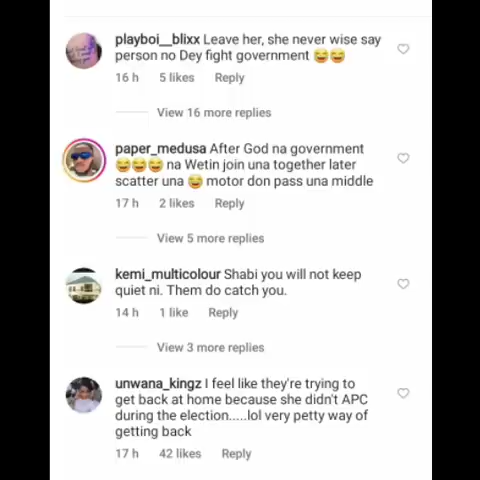 playboi__blixx Leave her, she never wise say
person no Dey fight government 😂😂
16 h 5 likes Reply
View 16 more replies
paper_medusa After God na government
😂😂😂 na Wetin join una together later
scatter una 😂 motor don pass una middle
17 h 2 likes Reply
View 5 more replies
kemi_multicolour Shabi you will not keep
quiet ni. Them do catch you.
14 h 1 like Reply
View 3 more replies
unwana_kingz I feel like they're trying to
get back at home because she didn't APC
during the election.....lol very petty way of
getting back
17 h 42 likes Reply